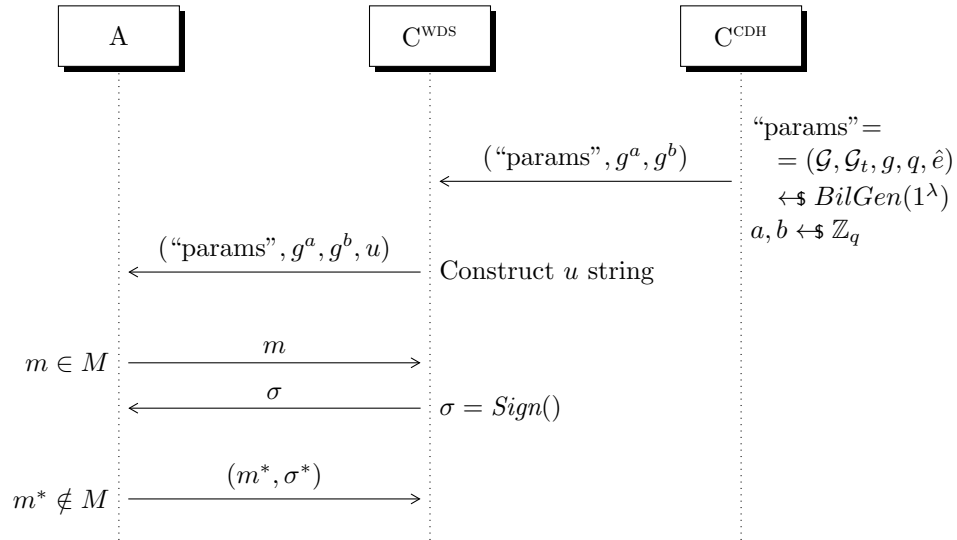 A
C^WDS
C^CDH
“params”=
= (𝒢, 𝒢_t, g, q, ê)
↞$ BilGen(1^λ)
a, b ↞$ ℤ_q
(“params”, g^a, g^b)
(“params”, g^a, g^b, u)
Construct u string
m ∈ M
m
σ
σ = Sign()
m* ∉ M
(m*, σ*)